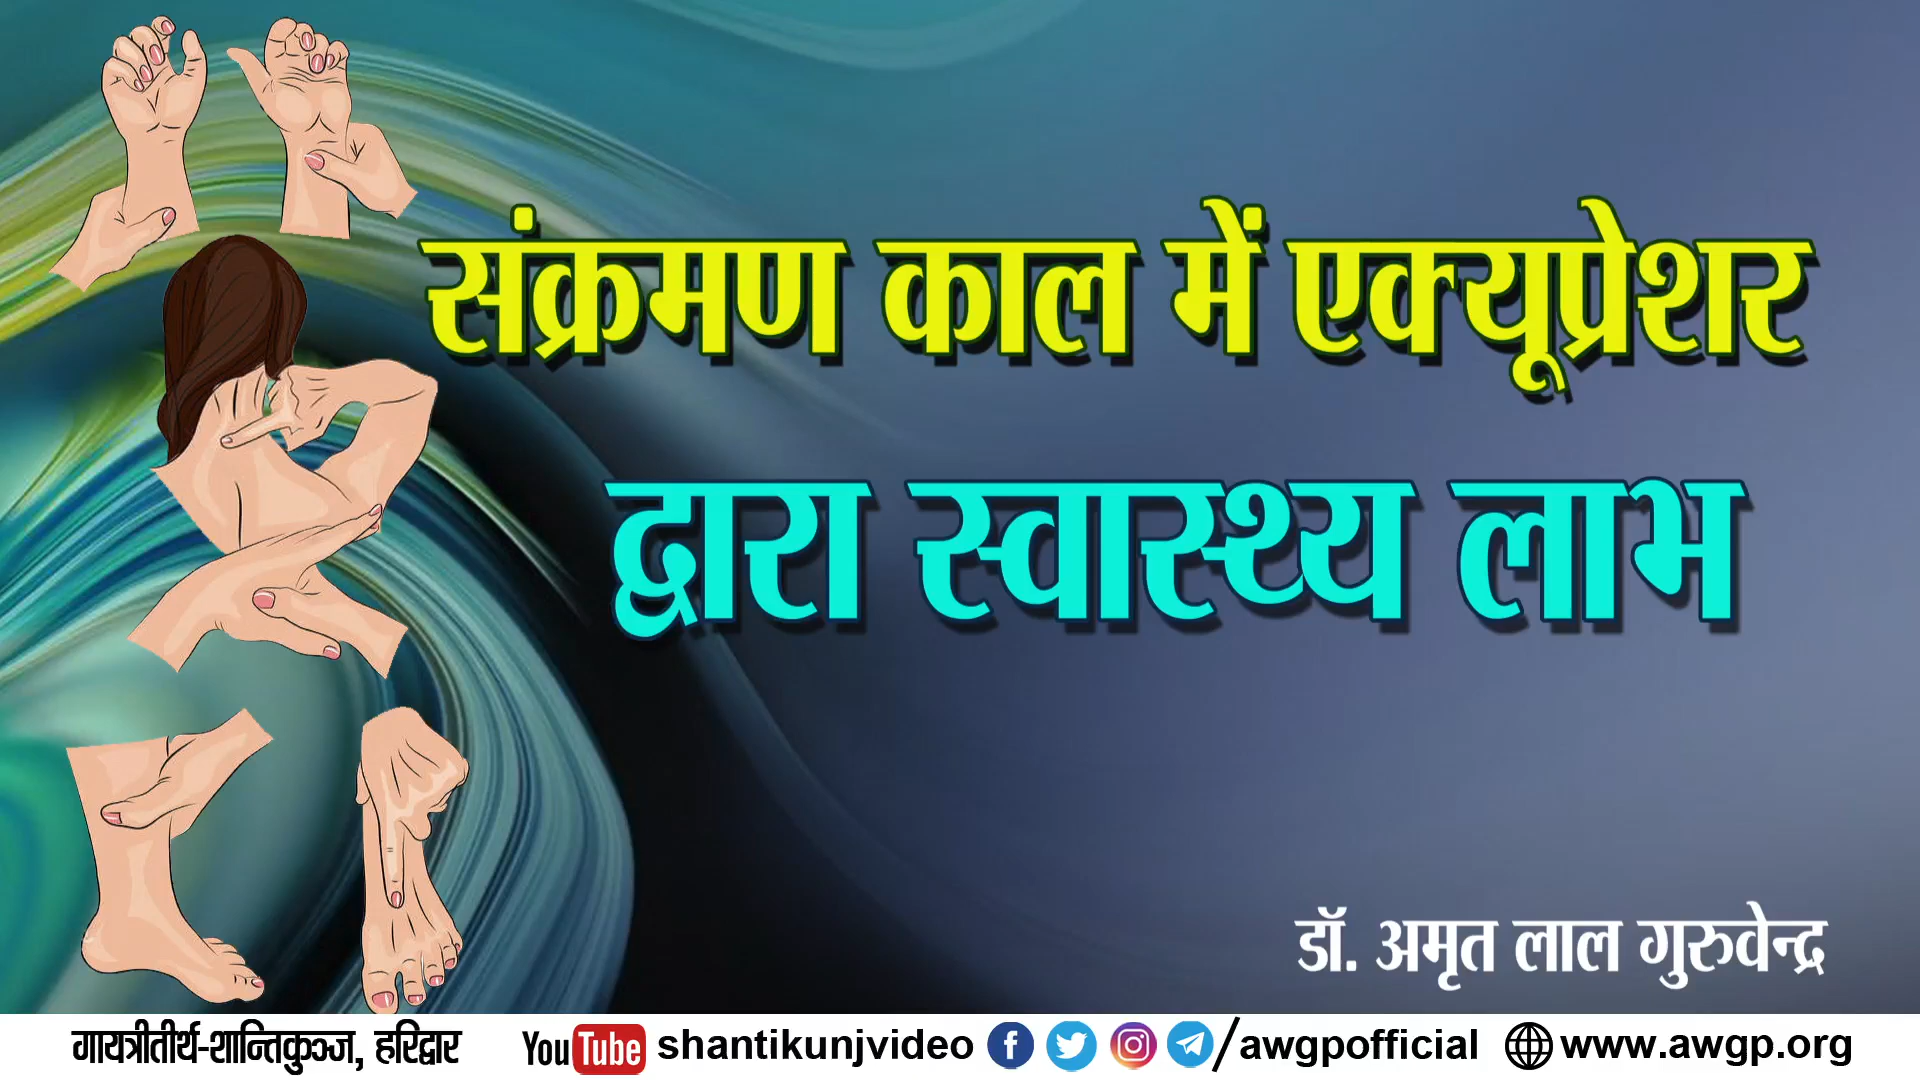 संक्रमण काल में एक्यूप्रेशर
द्वारा स्वास्थ्य लाभ
डॉ. अमृत लाल गुरुवेन्द्र
गायत्रीतीर्थ-शान्तिकुञ्ज, हरिद्वार YouTube shantikunjvideo /awgpofficial www.awgp.org